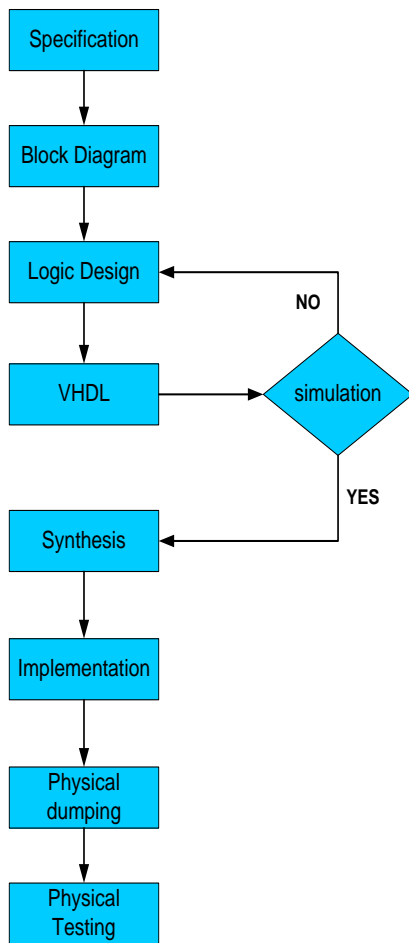 Specification
Block Diagram
Logic Design
NO
VHDL
simulation
YES
Synthesis
Implementation
Physical
dumping
Physical
Testing